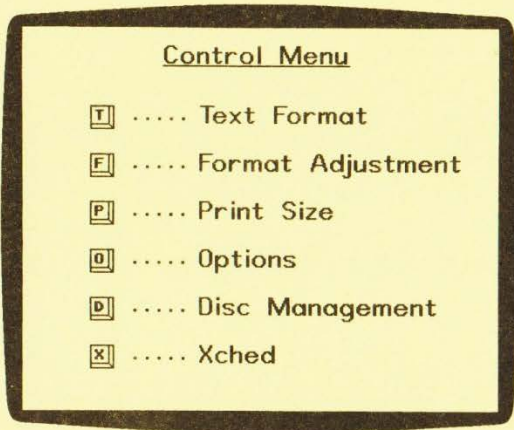 Control Menu
T ..... Text Format
F ..... Format Adjustment
P ..... Print Size
O ..... Options
D ..... Disc Management
X ..... Xched